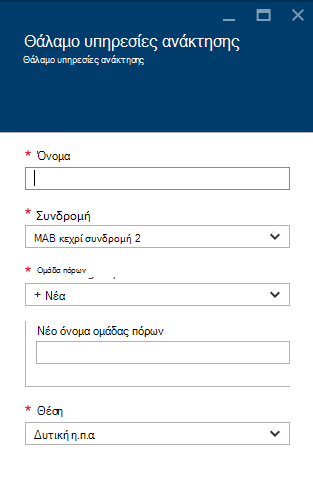 Θάλαμο υπηρεσίες ανάκτησης
Θάλαμο υπηρεσίες ανάκτησης
* Όνομα
* Συνδρομή
MAB κεχρί συνδρομή 2
* Ομάδα πόρων
+ Νέα
Νέο όνομα ομάδας πόρων
* Θέση
Δυτική η.π.α